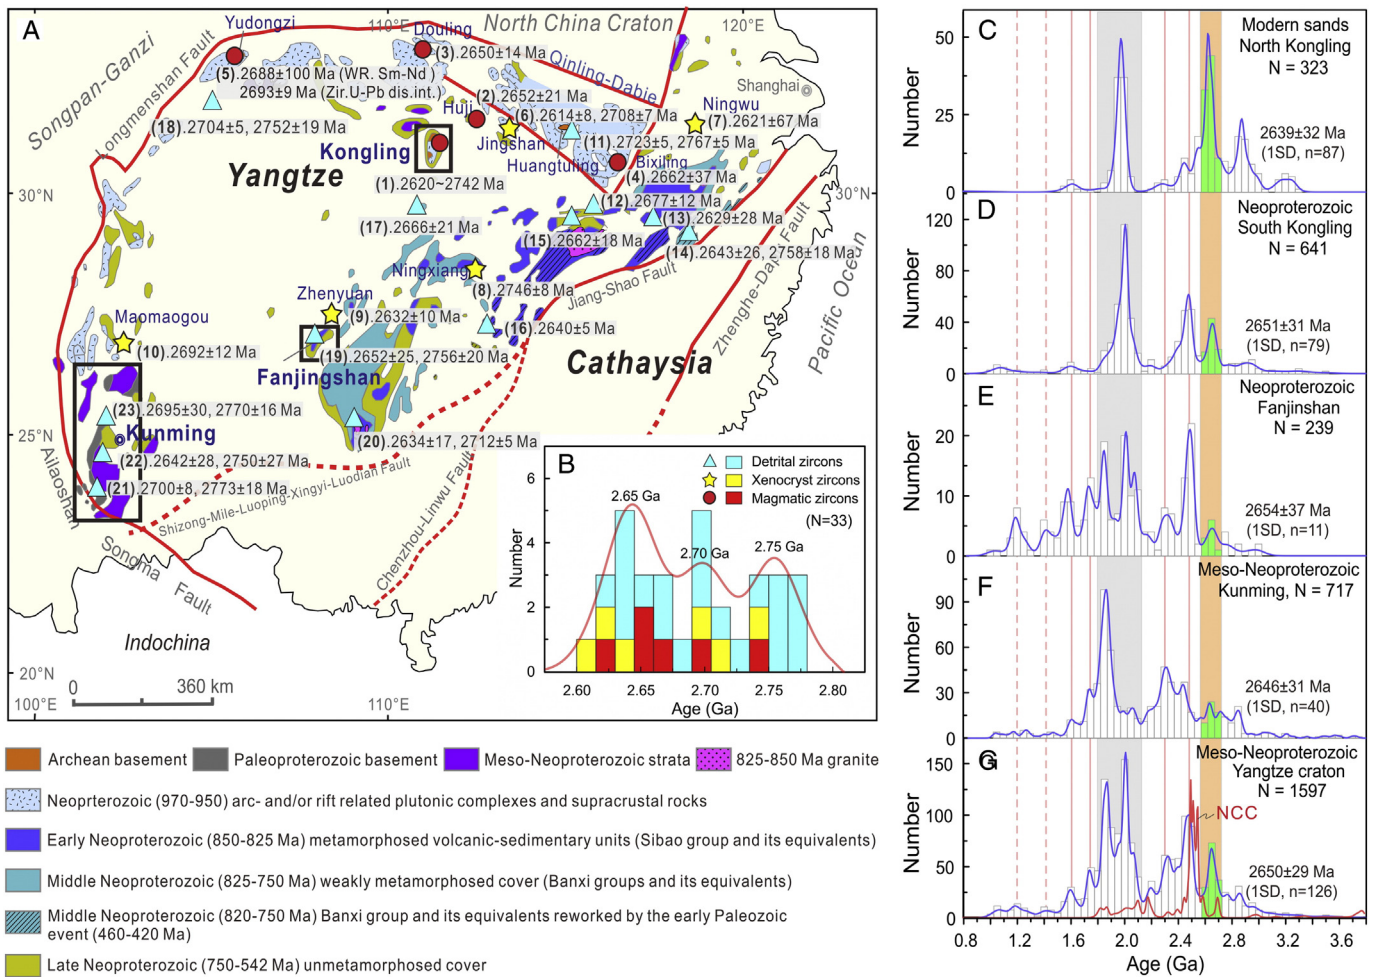 A
110°E
North China Craton
120°E
Yudongzi
Douling
(3).2650±14 Ma
Songpan-Ganzi
Longmenshan Fault
Qinling-Dabie
(5).2688±100 Ma (WR. Sm-Nd )
2693±9 Ma (Zir.U-Pb dis.int.)
Shanghai
(2).2652±21 Ma
Huji
(6).2614±8, 2708±7 Ma
Ningwu
(7).2621±67 Ma
(18).2704±5, 2752±19 Ma
Jingshan
(11).2723±5, 2767±5 Ma
Kongling
Huangtuling
Bixiling
(4).2662±37 Ma
Yangtze
(1).2620~2742 Ma
30°N
30°N
(12).2677±12 Ma
(13).2629±28 Ma
(17).2666±21 Ma
(15).2662±18 Ma
(14).2643±26, 2758±18 Ma
Ningxiang
Jiang-Shao Fault
Zhenghe-Dapu Fault
Pacific Ocean
(8).2746±8 Ma
Zhenyuan
Maomaogou
(9).2632±10 Ma
(16).2640±5 Ma
(10).2692±12 Ma
(19).2652±25, 2756±20 Ma
Cathaysia
Fanjingshan
(23).2695±30, 2770±16 Ma
25°N
Kunming
(20).2634±17, 2712±5 Ma
Ailaoshan
(22).2642±28, 2750±27 Ma
(21).2700±8, 2773±18 Ma
Shizong-Mile-Luoping-Xingyi-Luodian Fault
Chenzhou-Linwu Fault
Songma
Fault
Indochina
20°N
0 360 km
100°E
110°E
B
Detrital zircons
Xenocryst zircons
Magmatic zircons
(N=33)
2.65 Ga
2.70 Ga
2.75 Ga
Number
6
4
2
0
2.60 2.65 2.70 2.75 2.80
Age (Ga)
Archean basement
Paleoproterozoic basement
Meso-Neoproterozoic strata
825-850 Ma granite
Neoprterozoic (970-950) arc- and/or rift related plutonic complexes and supracrustal rocks
Early Neoproterozoic (850-825 Ma) metamorphosed volcanic-sedimentary units (Sibao group and its equivalents)
Middle Neoproterozoic (825-750 Ma) weakly metamorphosed cover (Banxi groups and its equivalents)
Middle Neoproterozoic (820-750 Ma) Banxi group and its equivalents reworked by the early Paleozoic
event (460-420 Ma)
Late Neoproterozoic (750-542 Ma) unmetamorphosed cover
C
Modern sands
North Kongling
N = 323
2639±32 Ma
(1SD, n=87)
Number
50
25
0
D
Neoproterozoic
South Kongling
N = 641
2651±31 Ma
(1SD, n=79)
Number
120
80
40
0
E
Neoproterozoic
Fanjinshan
N = 239
2654±37 Ma
(1SD, n=11)
Number
20
10
0
F
Meso-Neoproterozoic
Kunming, N = 717
2646±31 Ma
(1SD, n=40)
Number
90
60
30
0
G
Meso-Neoproterozoic
Yangtze craton
N = 1597
NCC
2650±29 Ma
(1SD, n=126)
Number
150
100
50
0
0.8 1.2 1.6 2.0 2.4 2.8 3.2 3.6
Age (Ga)